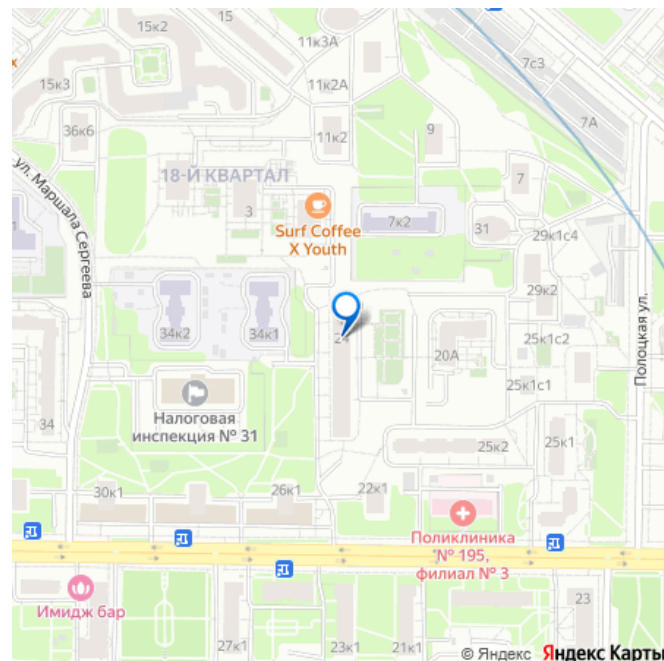 15
11к3А
7с3
15к2
15к3
11к2А
7А
36к6
11к2
9
18-Й КВАРТАЛ
7
3
Surf Coffee
X Youth
7к2
31
29к1с4
ул. Маршала Сергеева
29к2
Полоцкая ул.
34к2
34к1
24
25к1с2
20А
25к1с1
34
Налоговая
инспекция № 31
25к2
25к1
30к1
26к1
22к1
Поликлиника
№ 195,
филиал № 3
Имидж бар
23
27к1
23к1
21к1
© Яндекс Яндекс Карты